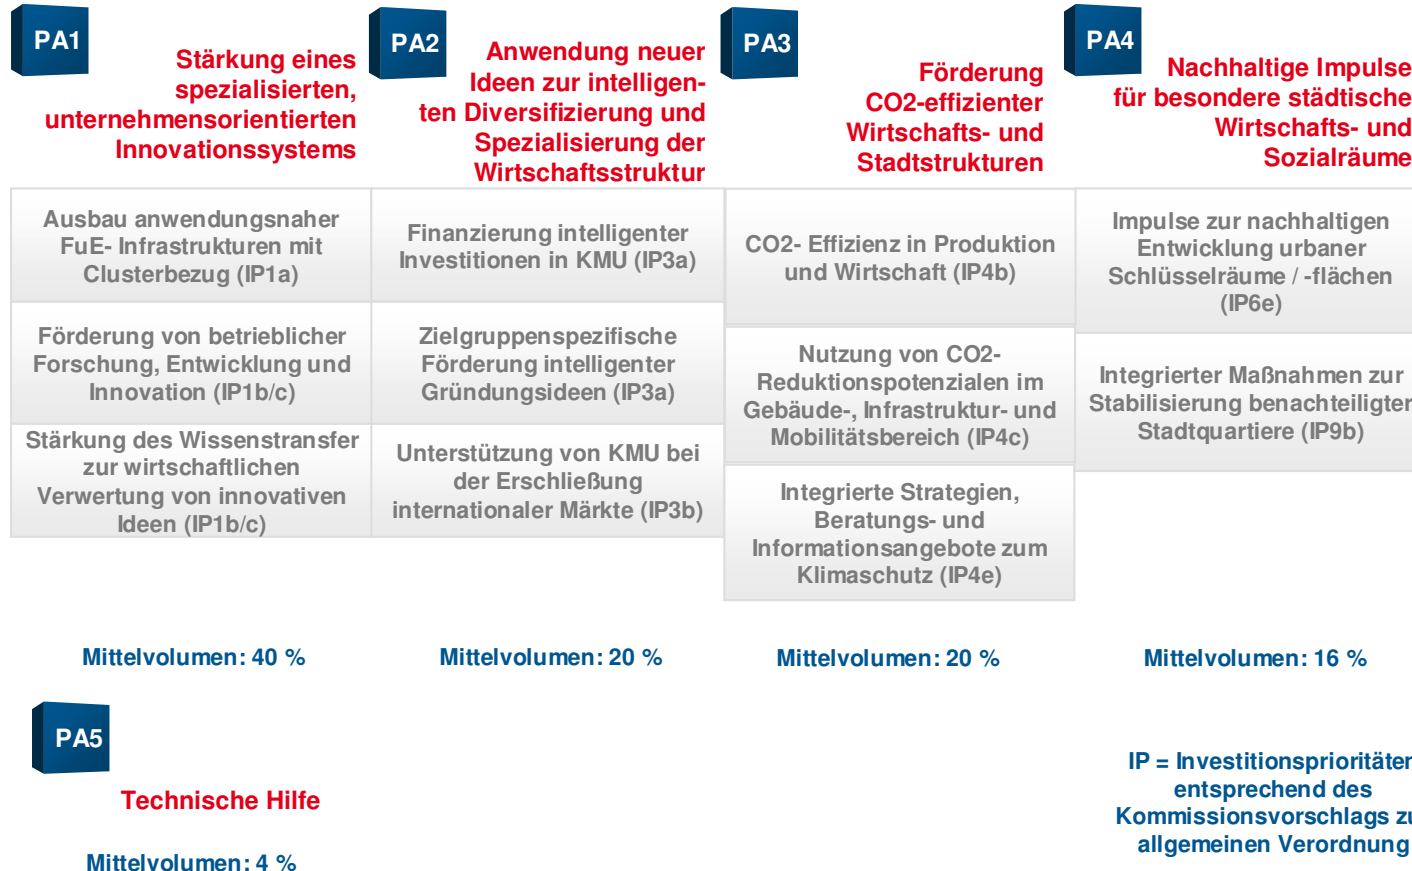 PA1
Stärkung eines
spezialisierten,
unternehmensorientierten
Innovationssystems
Ausbau anwendungsnaher
FuE- Infrastrukturen mit
Clusterbezug (IP1a)
Förderung von betrieblicher
Forschung, Entwicklung und
Innovation (IP1b/c)
Stärkung des Wissenstransfer
zur wirtschaftlichen
Verwertung von innovativen
Ideen (IP1b/c)
Mittelvolumen: 40 %
PA2
Anwendung neuer
Ideen zur intelligen-
ten Diversifizierung und
Spezialisierung der
Wirtschaftsstruktur
Finanzierung intelligenter
Investitionen in KMU (IP3a)
Zielgruppenspezifische
Förderung intelligenter
Gründungsideen (IP3a)
Unterstützung von KMU bei
der Erschließung
internationaler Märkte (IP3b)
Mittelvolumen: 20 %
PA3
Förderung
CO2-effizienter
Wirtschafts- und
Stadtstrukturen
CO2- Effizienz in Produktion
und Wirtschaft (IP4b)
Nutzung von CO2-
Reduktionspotenzialen im
Gebäude-, Infrastruktur- und
Mobilitätsbereich (IP4c)
Integrierte Strategien,
Beratungs- und
Informationsangebote zum
Klimaschutz (IP4e)
Mittelvolumen: 20 %
PA4
Nachhaltige Impulse
für besondere städtische
Wirtschafts- und
Sozialräume
Impulse zur nachhaltigen
Entwicklung urbaner
Schlüsselräume / -flächen
(IP6e)
Integrierter Maßnahmen zur
Stabilisierung benachteiligter
Stadtquartiere (IP9b)
Mittelvolumen: 16 %
PA5
Technische Hilfe
Mittelvolumen: 4 %
IP = Investitionsprioritäten
entsprechend des
Kommissionsvorschlags
allgemeinen Verordnung